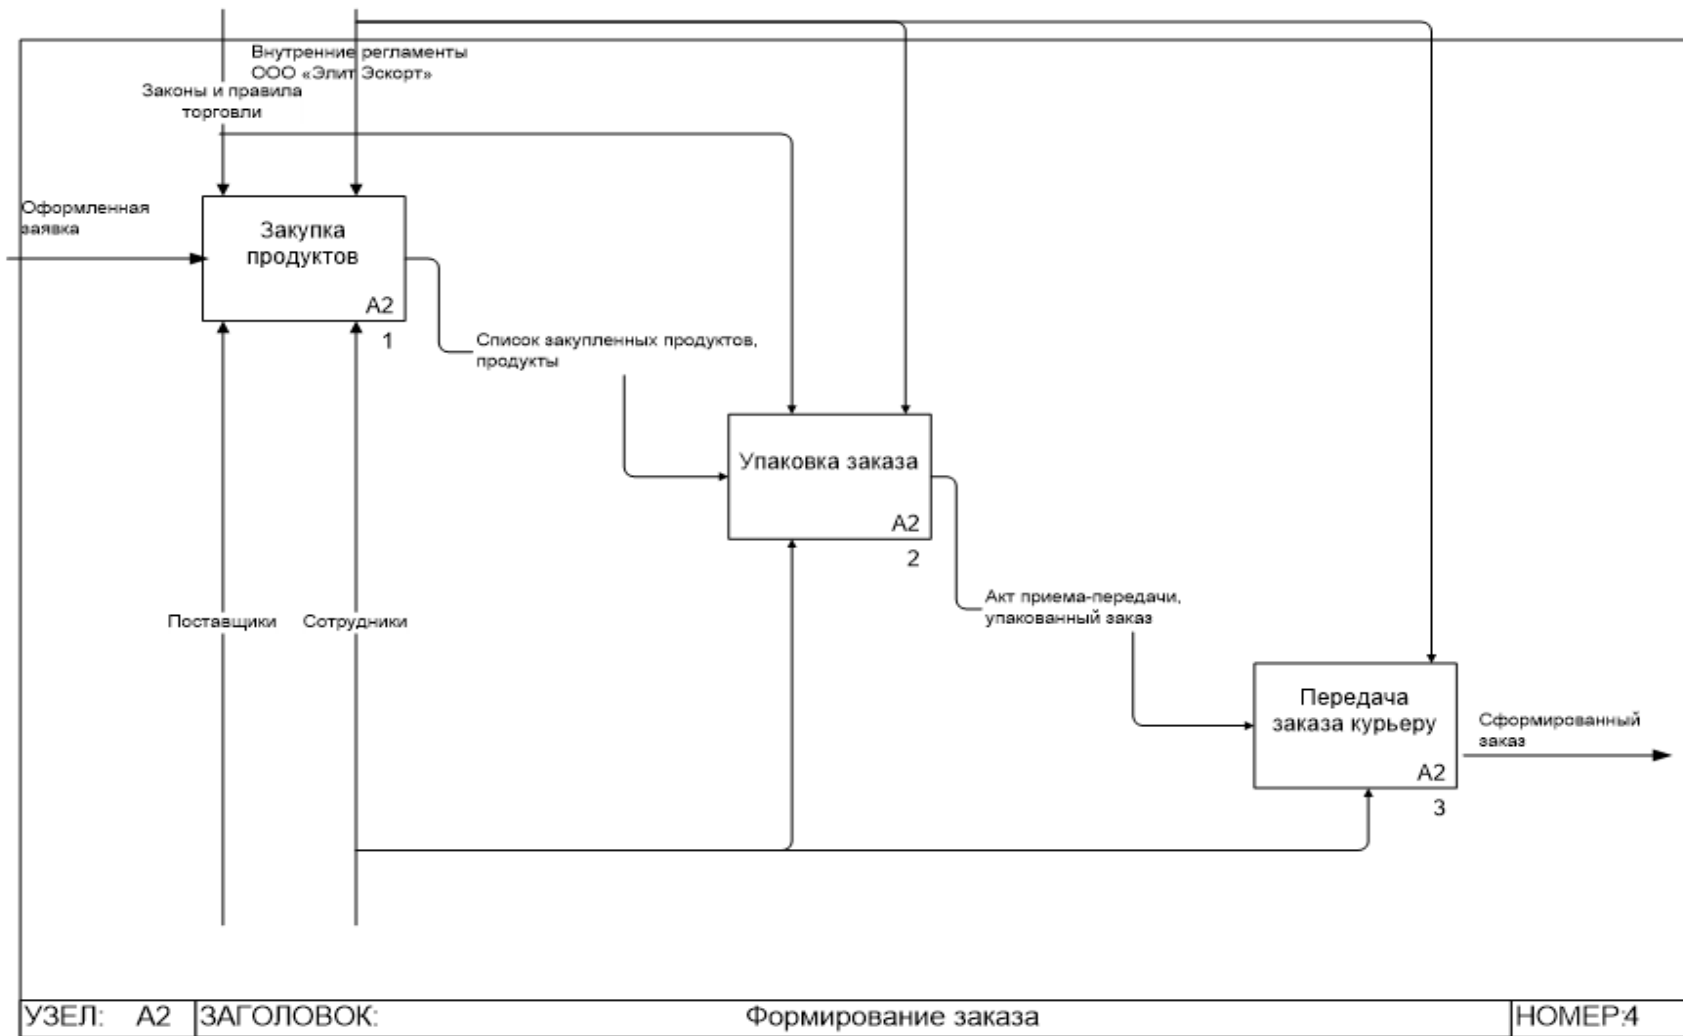 Внутренние регламенты
ООО «Элит Эскорт»
Законы и правила
торговли
Оформленная
заявка
Закупка
продуктов
A2
1
Список закупленных продуктов,
продукты
Упаковка заказа
A2
2
Поставщики
Сотрудники
Акт приема-передачи,
упакованный заказ
Передача
заказа курьеру
A2
3
Сформированный
заказ
УЗЕЛ: A2
ЗАГОЛОВОК: Формирование заказа
НОМЕР:4